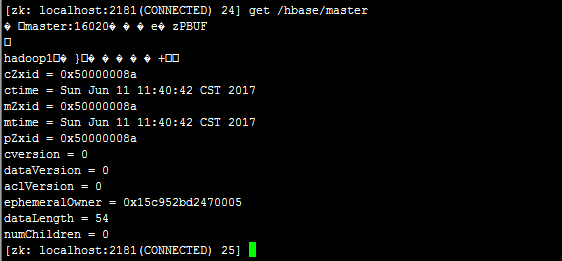 [zk: localhost:2181(CONNECTED) 24] get /hbase/master
� □master:16020� � � e� zPBUF
□
hadoop1□� }□� � � � � +□□
cZxid = 0x50000008a
ctime = Sun Jun 11 11:40:42 CST 2017
mZxid = 0x50000008a
mtime = Sun Jun 11 11:40:42 CST 2017
pZxid = 0x50000008a
cversion = 0
dataVersion = 0
aclVersion = 0
ephemeralOwner = 0x15c952bd2470005
dataLength = 54
numChildren = 0
[zk: localhost:2181(CONNECTED) 25]